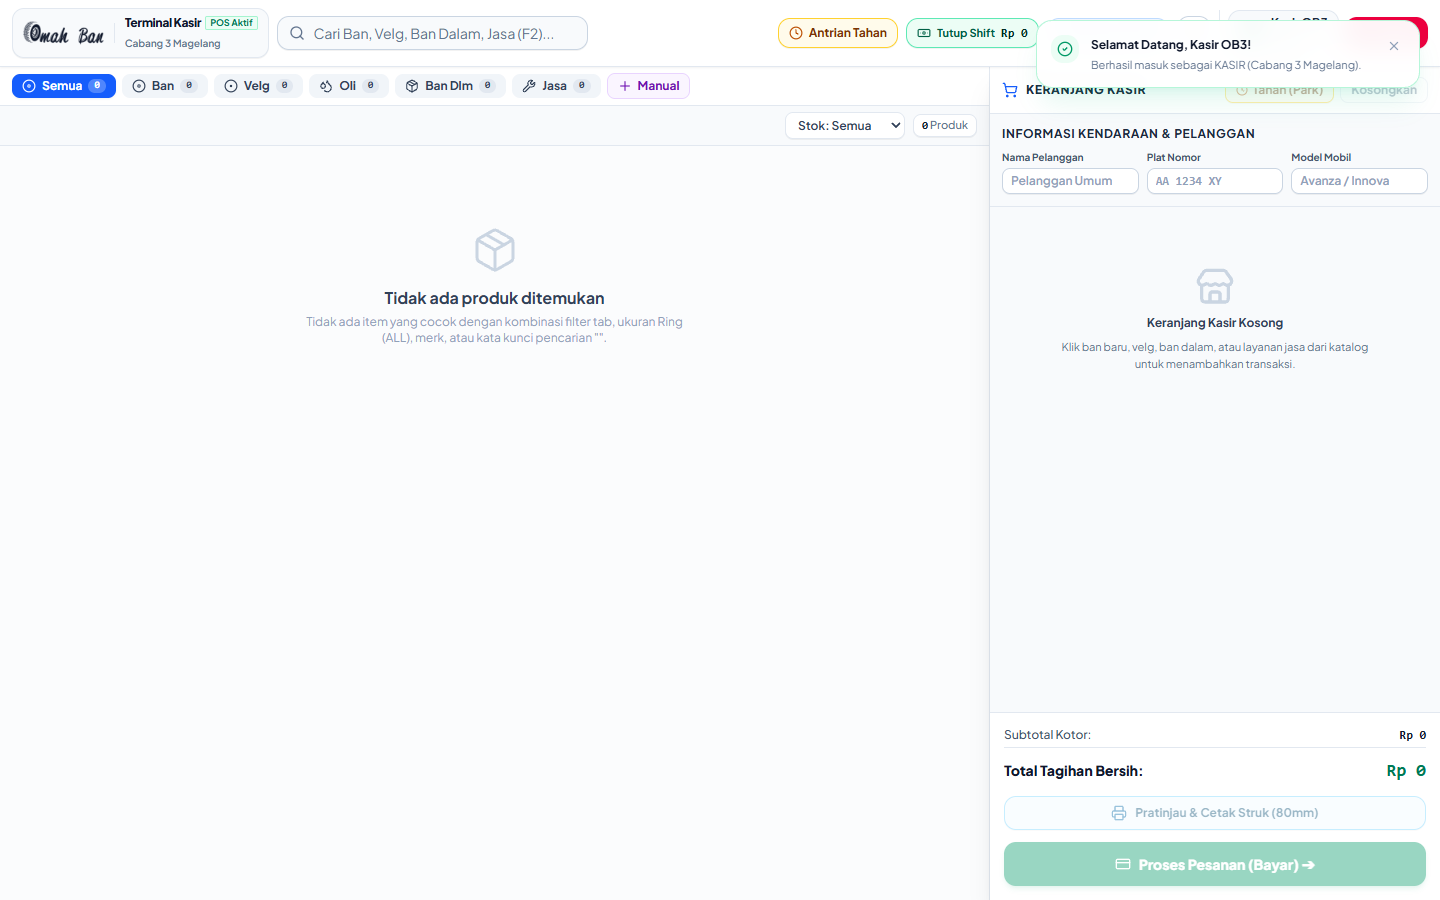 Omah Ban
Terminal Kasir POS Aktif
Cabang 3 Magelang
Cari Ban, Velg, Ban Dalam, Jasa (F2)...
Antrian Tahan
Tutup Shift Rp 0
Selamat Datang, Kasir OB3!
Berhasil masuk sebagai KASIR (Cabang 3 Magelang).
Semua 0
Ban 0
Velg 0
Oli 0
Ban Dlm 0
Jasa 0
Manual
KERANJANG KASIR
Tahan (Park)
Kosongkan
Stok: Semua
0 Produk
INFORMASI KENDARAAN & PELANGGAN
Nama Pelanggan
Plat Nomor
Model Mobil
Pelanggan Umum
AA 1234 XY
Avanza / Innova
Tidak ada produk ditemukan
Tidak ada item yang cocok dengan kombinasi filter tab, ukuran Ring
(ALL), merk, atau kata kunci pencarian "".
Keranjang Kasir Kosong
Klik ban baru, velg, ban dalam, atau layanan jasa dari katalog
untuk menambahkan transaksi.
Subtotal Kotor: Rp 0
Total Tagihan Bersih: Rp 0
Pratinjau & Cetak Struk (80mm)
Proses Pesanan (Bayar) ➔